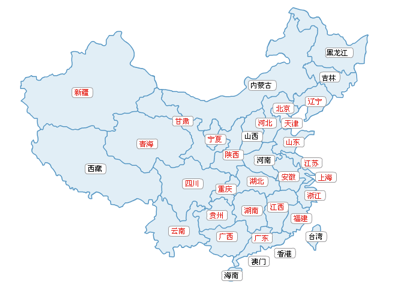 黑龙江
吉林
内蒙古
新疆
辽宁
北京
甘肃
河北
天津
宁夏
山西
青海
山东
陕西
河南
西藏
江苏
四川
重庆
湖北
安徽
上海
浙江
贵州
湖南
江西
福建
云南
广西
广东
台湾
香港
澳门
海南